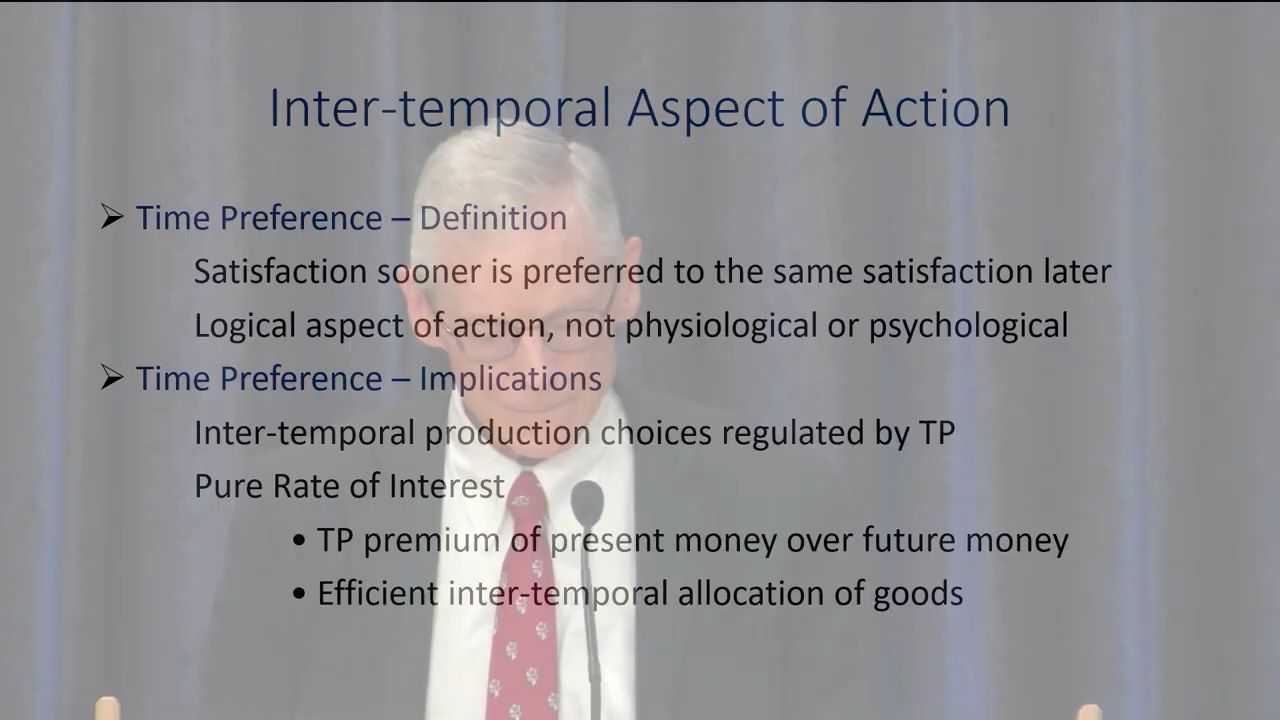 Inter-temporal Aspect of Action
➢ Time Preference – Definition
Satisfaction sooner is preferred to the same satisfaction later
Logical aspect of action, not physiological or psychological
➢ Time Preference – Implications
Inter-temporal production choices regulated by TP
Pure Rate of Interest
• TP premium of present money over future money
• Efficient inter-temporal allocation of goods